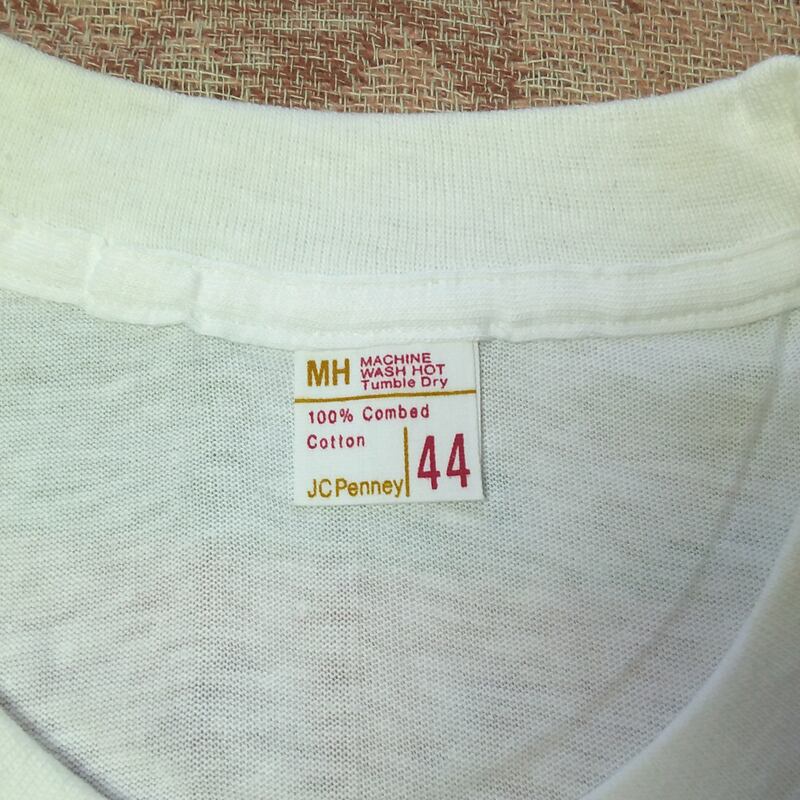 MH
MACHINE
WASH HOT
Tumble Dry
100% Combed
Cotton
JCPenney
44